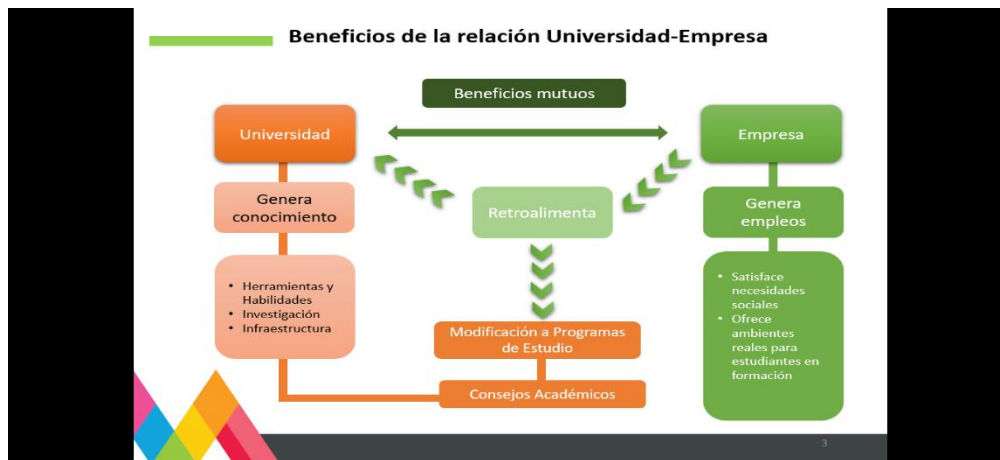 Beneficios de la relación Universidad-Empresa
Beneficios mutuos
Universidad
Empresa
Genera
conocimiento
Retroalimenta
Genera
empleos
• Herramientas y
Habilidades
• Investigación
• Infraestructura
• Satisface
necesidades
sociales
• Ofrece
ambientes
reales para
estudiantes en
formación
Modificación a Programas
de Estudio
Consejos Académicos
3